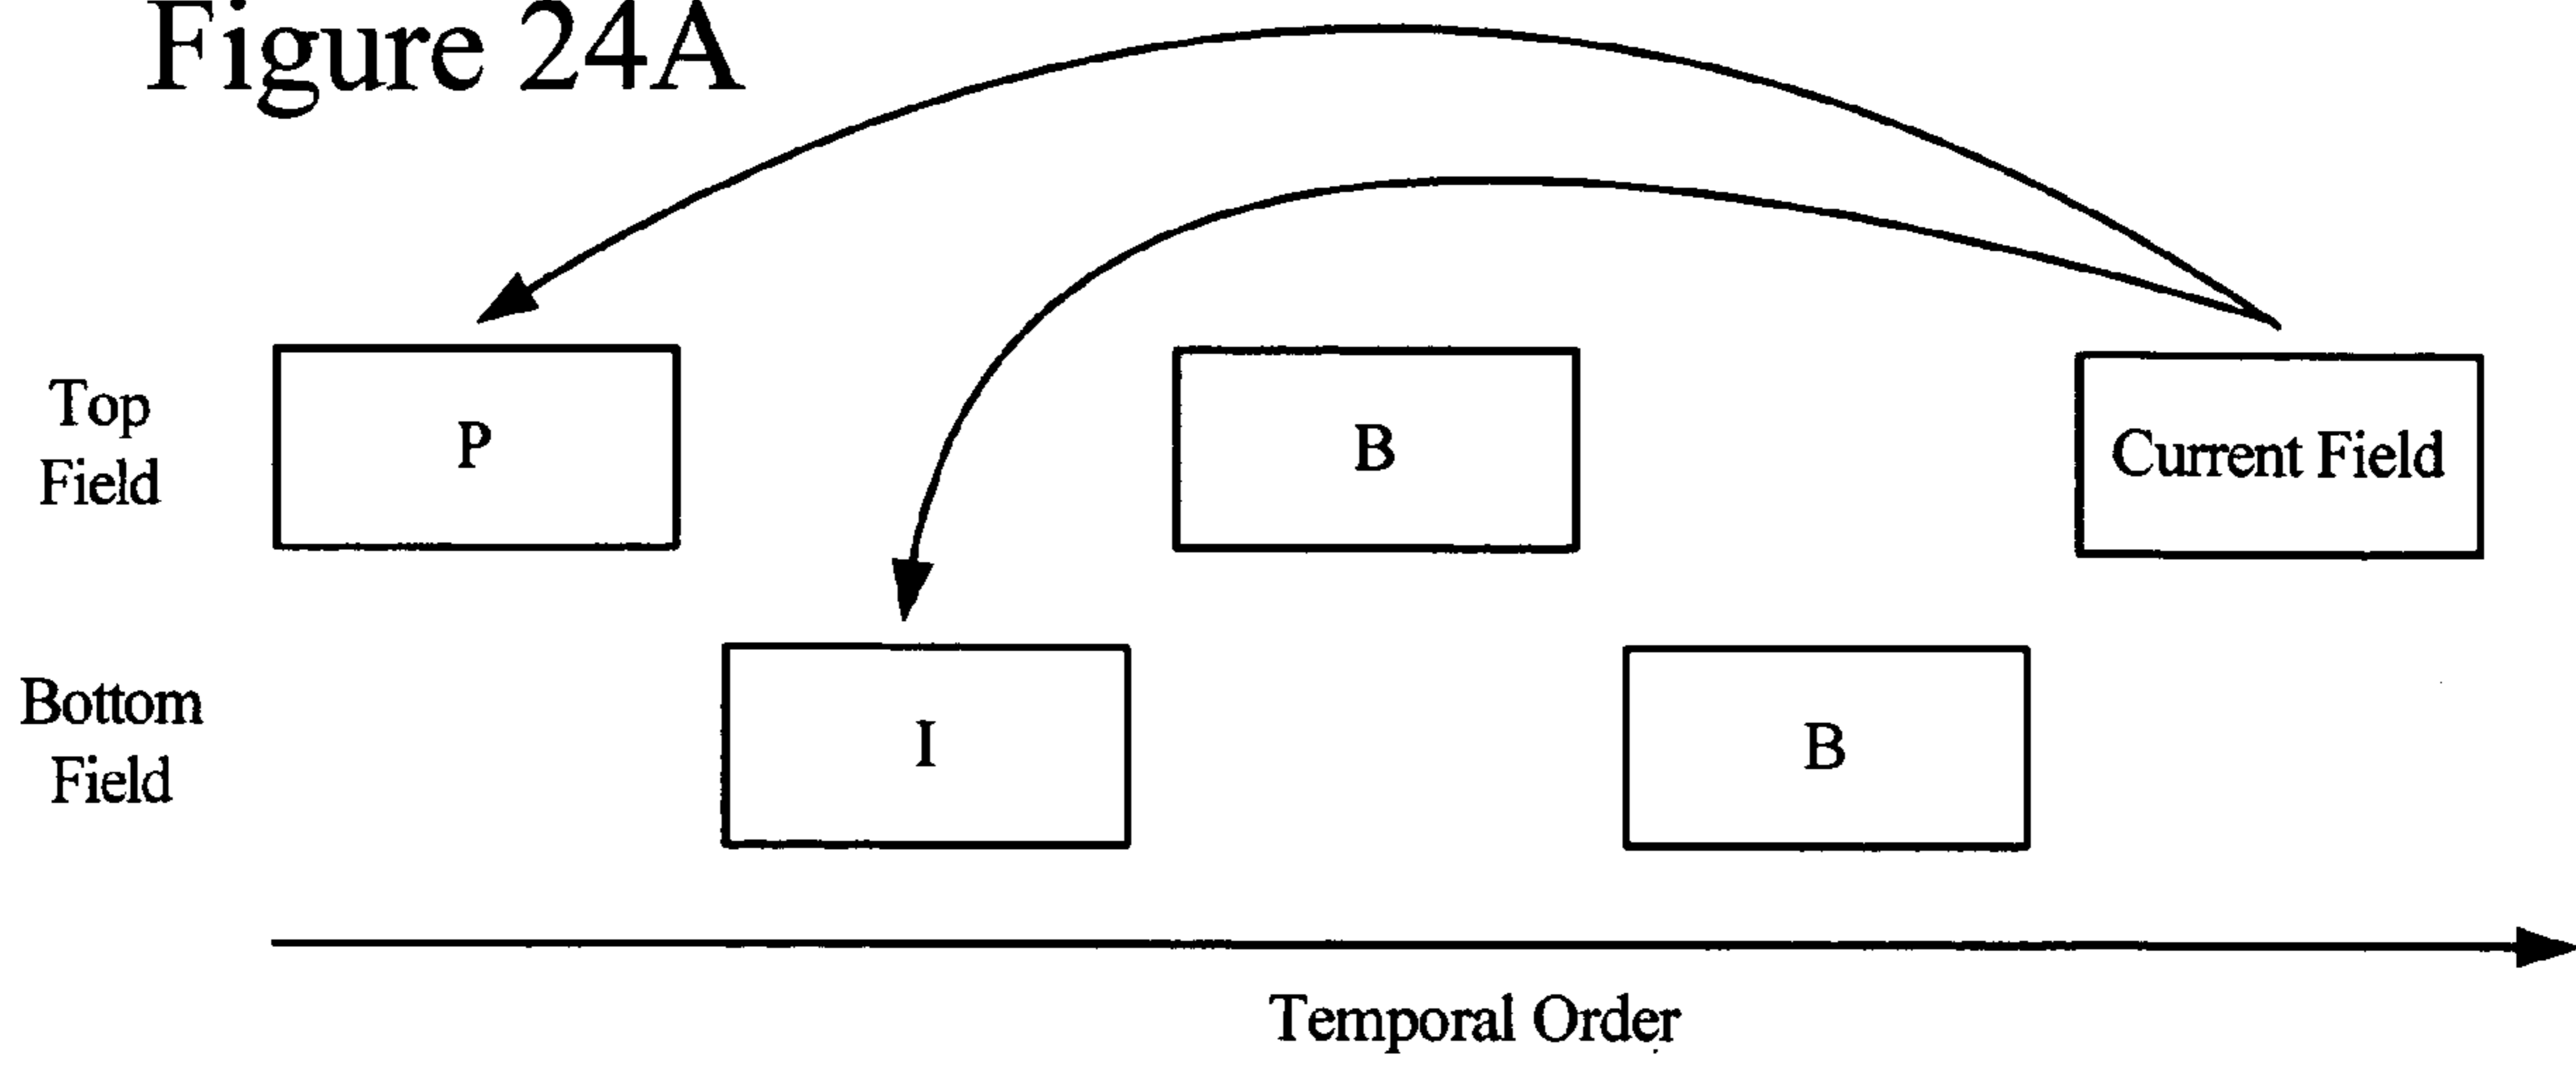 Figure 24A
Top
Field
P
B
Current Field
Bottom
Field
I
B
Temporal Order